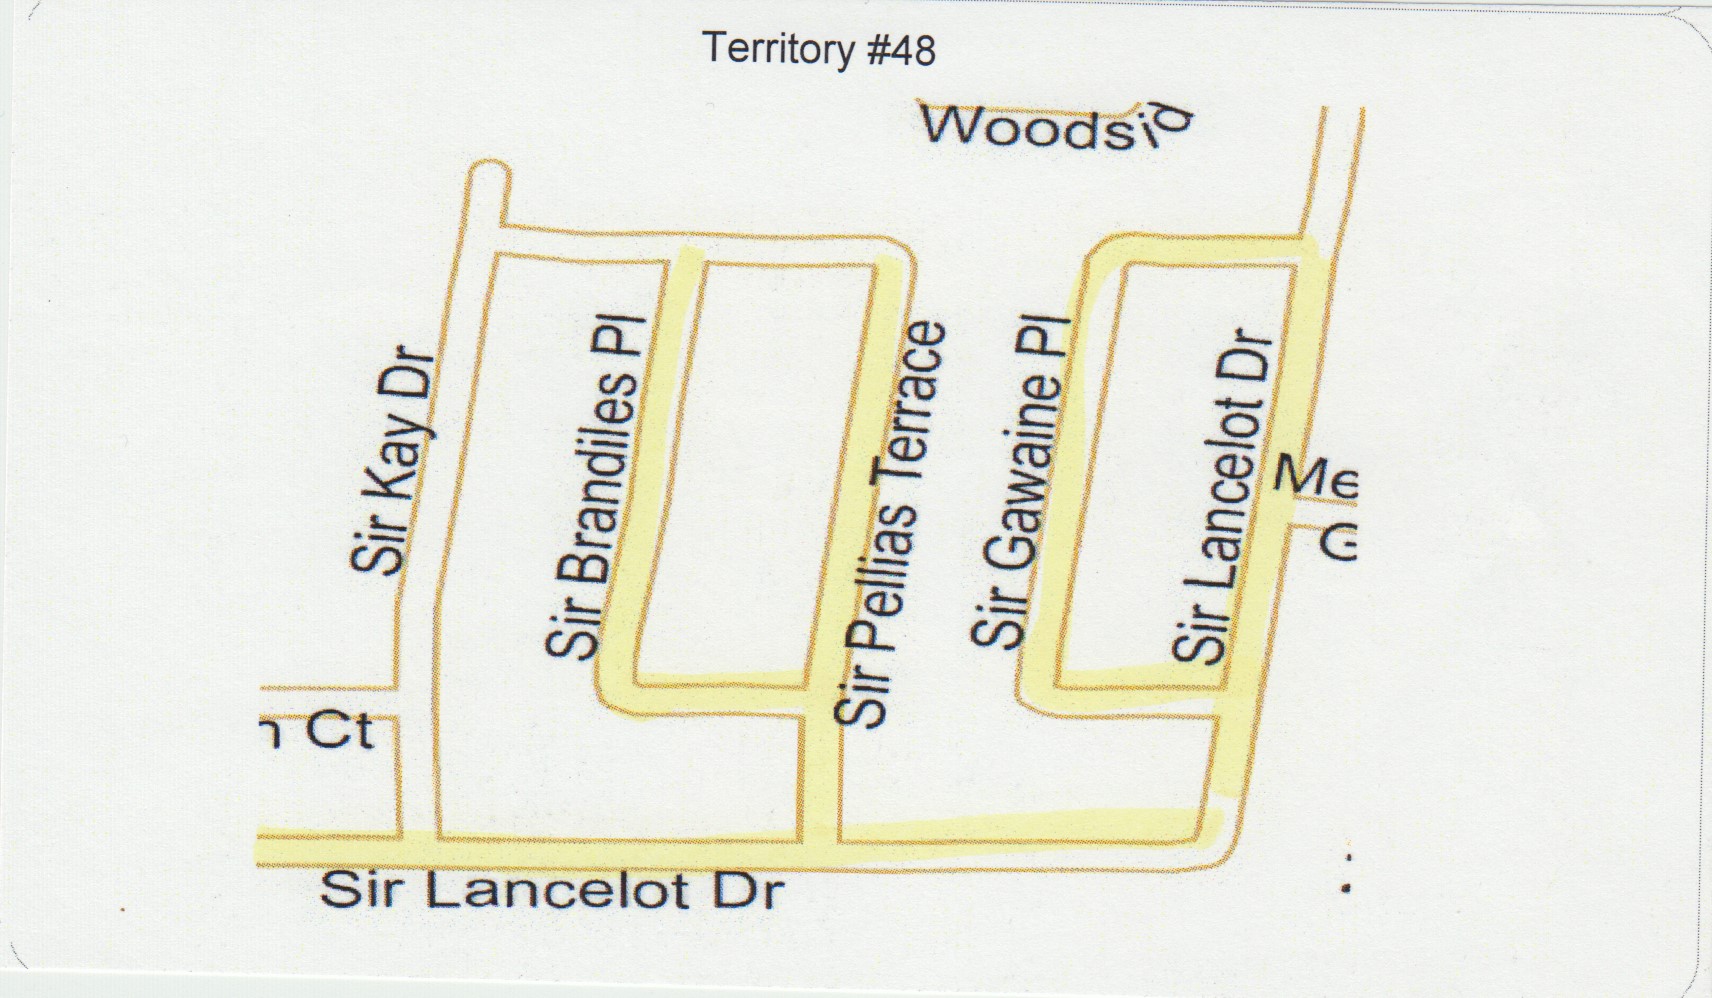 Territory #48
Woodsid
Sir Kay Dr
Sir Brandiles Pl
Sir Pellias Terrace
Sir Gawaine Pl
Sir Lancelot Dr
Me
n Ct
Sir Lancelot Dr